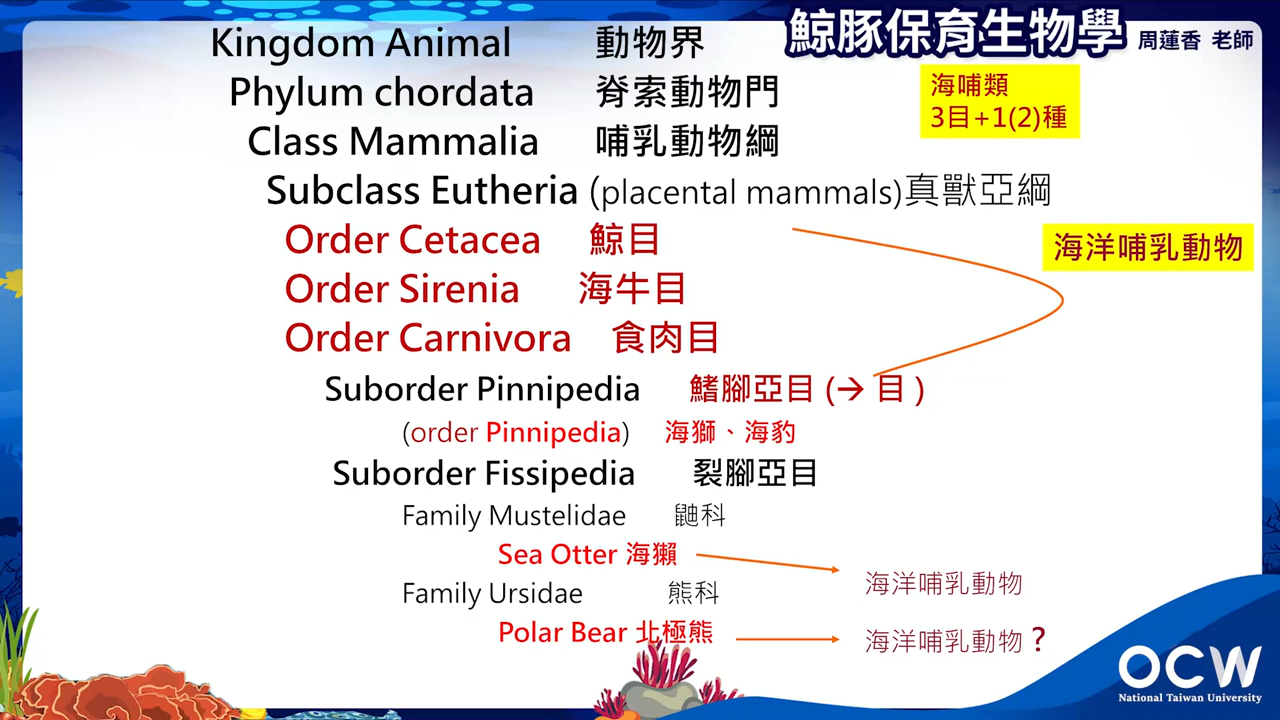 鯨豚保育生物學 周蓮香 老師
Kingdom Animal 動物界
Phylum chordata 脊索動物門
海哺類
3目+1(2)種
Class Mammalia 哺乳動物綱
Subclass Eutheria (placental mammals)真獸亞綱
Order Cetacea 鯨目
海洋哺乳動物
Order Sirenia 海牛目
Order Carnivora 食肉目
Suborder Pinnipedia 鰭腳亞目 (→ 目 )
(order Pinnipedia) 海獅、海豹
Suborder Fissipedia 裂腳亞目
Family Mustelidae 鼬科
Sea Otter 海獺
海洋哺乳動物
Family Ursidae 熊科
Polar Bear 北極熊
海洋哺乳動物?
OCW
National Taiwan University